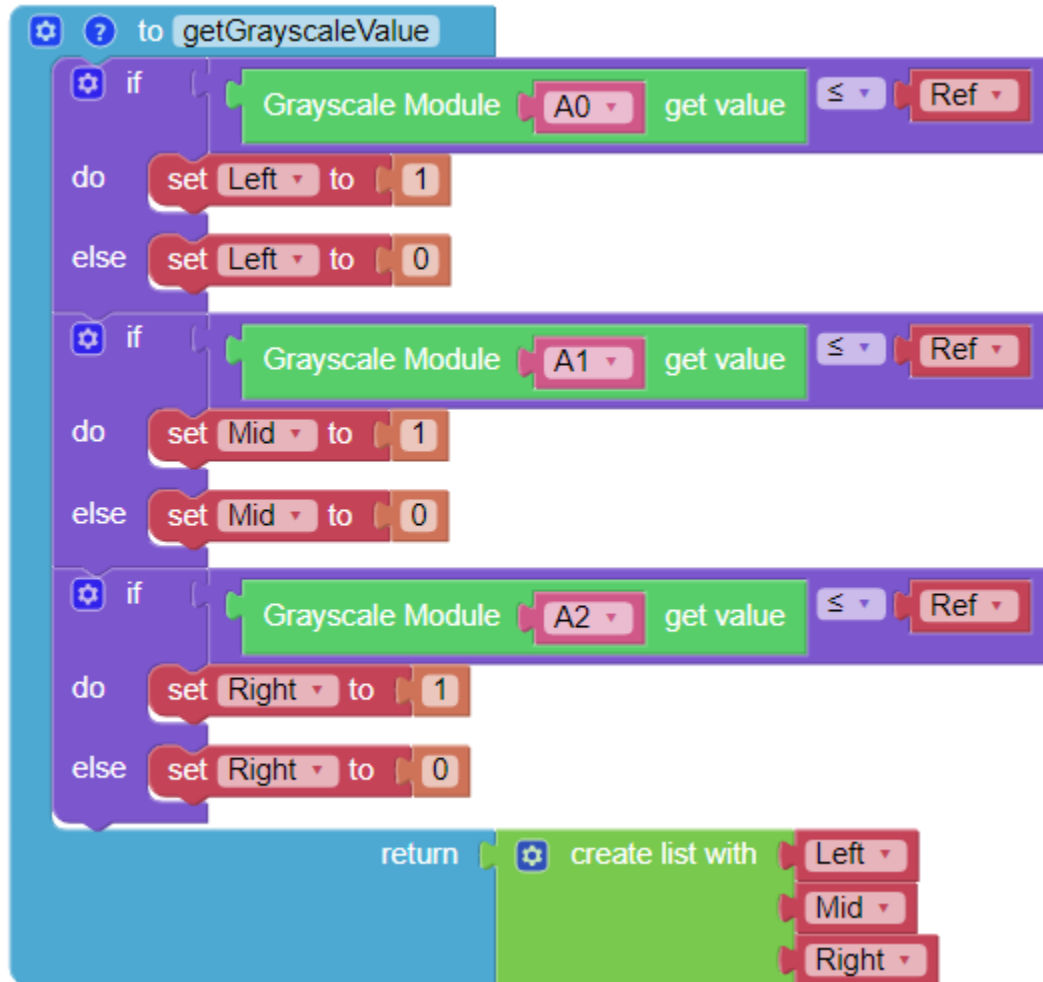 ? to getGrayscaleValue
if Grayscale Module A0 get value ≤ Ref
do set Left to 1
else set Left to 0
if Grayscale Module A1 get value ≤ Ref
do set Mid to 1
else set Mid to 0
if Grayscale Module A2 get value ≤ Ref
do set Right to 1
else set Right to 0
return create list with Left
Mid
Right